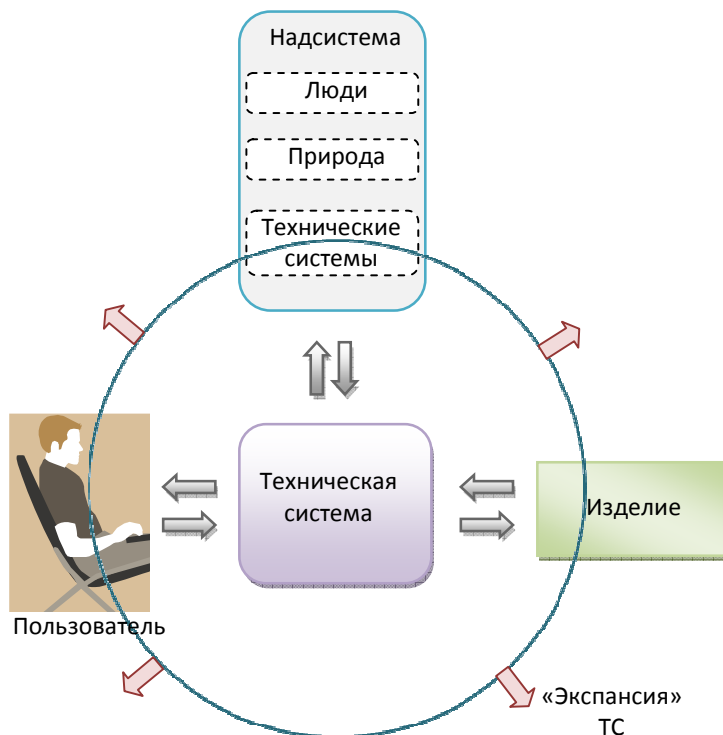 Надсистема
Люди
Природа
Технические
системы
Техническая
система
Изделие
Пользователь
«Экспансия»
ТС